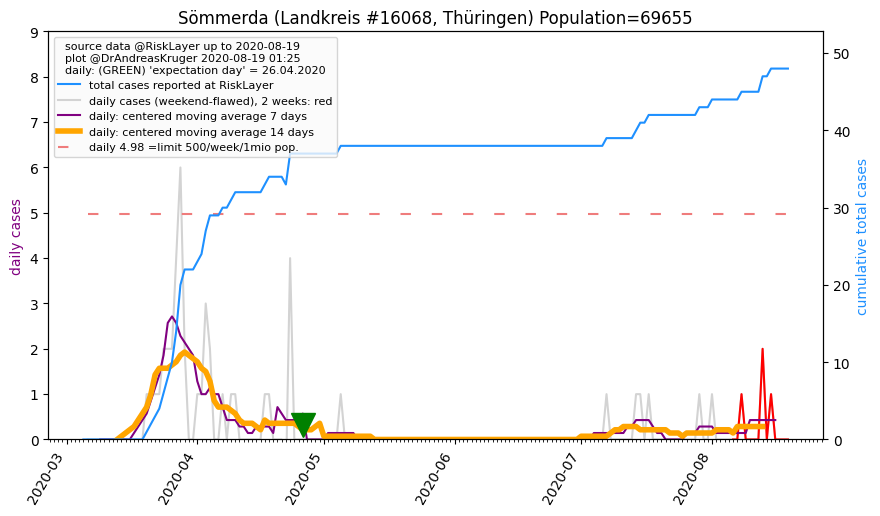 Sömmerda (Landkreis #16068, Thüringen) Population=69655
source data @RiskLayer up to 2020-08-19
plot @DrAndreasKruger 2020-08-19 01:25
daily: (GREEN) 'expectation day' = 26.04.2020
total cases reported at RiskLayer
daily cases (weekend-flawed), 2 weeks: red
daily: centered moving average 7 days
daily: centered moving average 14 days
daily 4.98 =limit 500/week/1mio pop.
daily cases
9
8
7
6
5
4
3
2
1
0
cumulative total cases
50
40
30
20
10
0
2020-03
2020-04
2020-05
2020-06
2020-07
2020-08